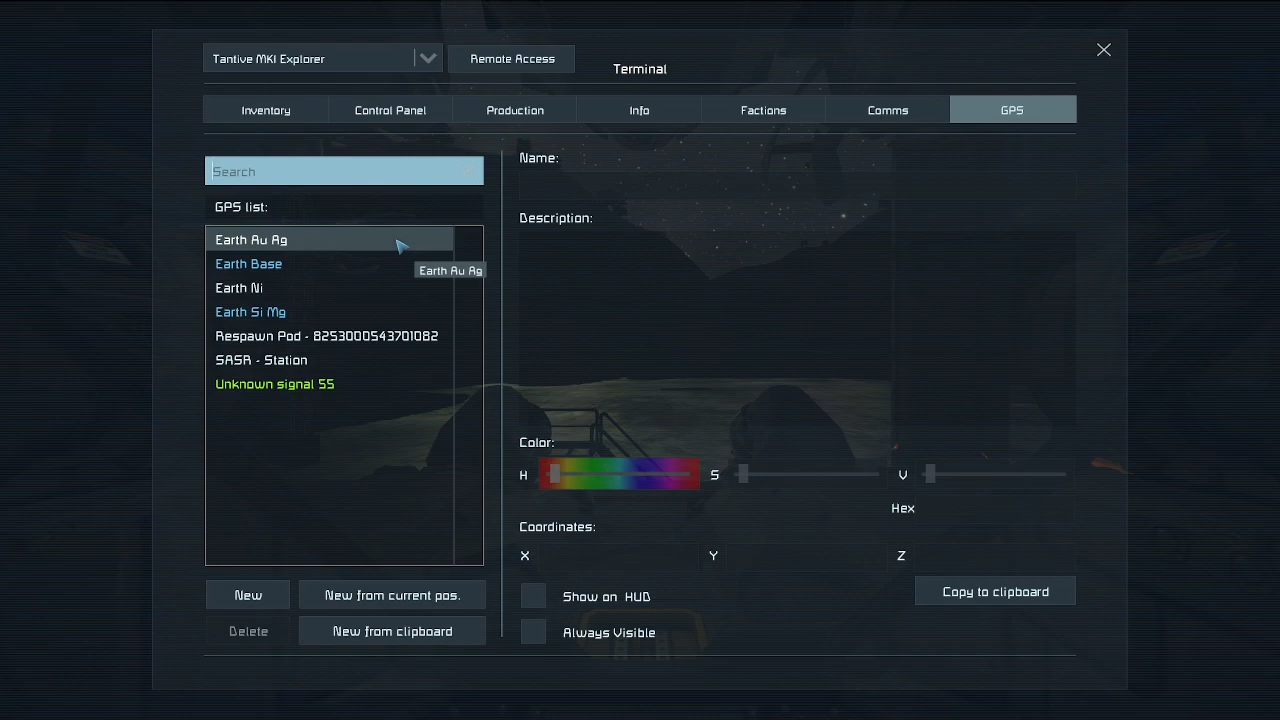 Tantive MKI Explorer
Remote Access
Terminal
Inventory
Control Panel
Production
Info
Factions
Comms
GPS
Search
GPS list:
Earth Au Ag
Earth Au Ag
Earth Base
Earth Ni
Earth Si Mg
Respawn Pod - 8253000543701082
SASR - Station
Unknown signal 55
New
New from current pos.
Delete
New from clipboard
Name:
Description:
Color:
H
S
V
Hex
Coordinates:
X
Y
Z
Show on HUD
Copy to clipboard
Always Visible